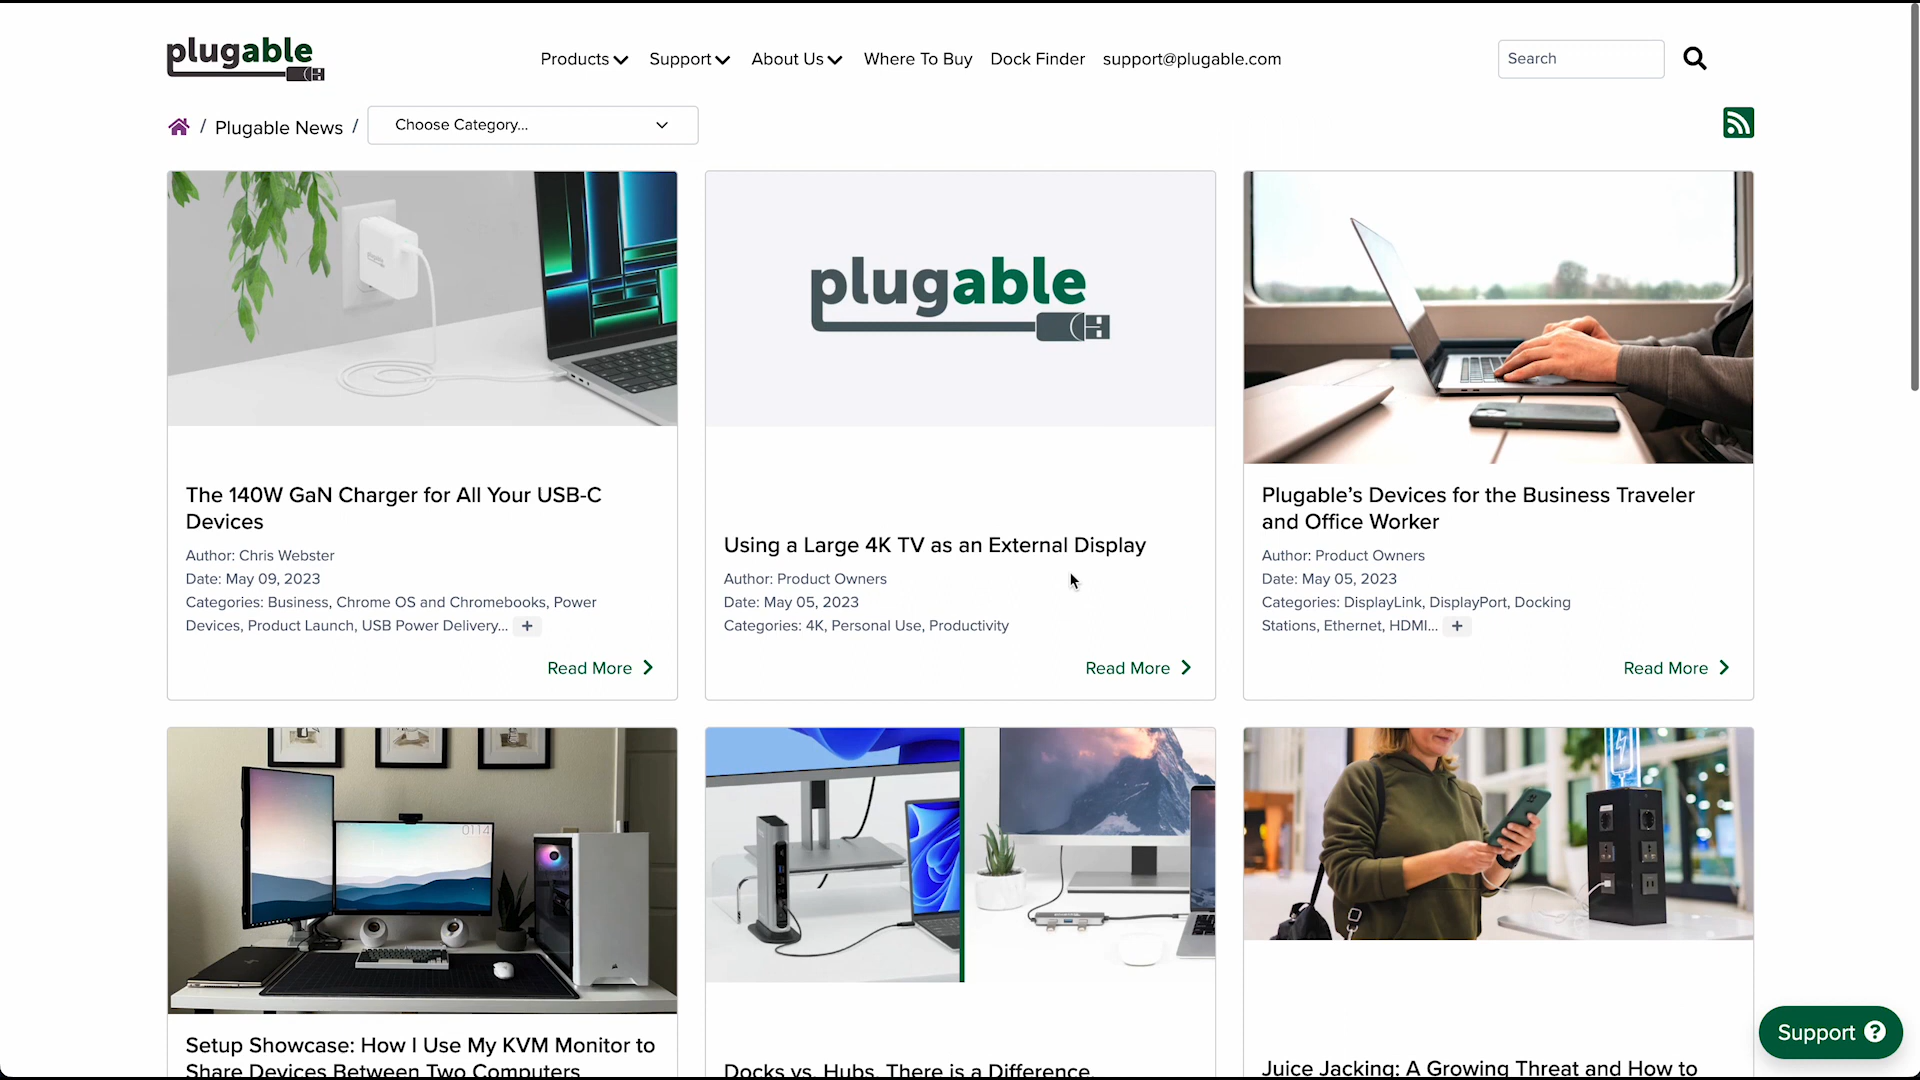 plugable
Products
Support
About Us
Where To Buy
Dock Finder
support@plugable.com
Search
/ Plugable News /
Choose Category...
plugable
The 140W GaN Charger for All Your USB-C
Devices
Author: Chris Webster
Date: May 09, 2023
Categories: Business, Chrome OS and Chromebooks, Power
Devices, Product Launch, USB Power Delivery... +
Read More
Using a Large 4K TV as an External Display
Author: Product Owners
Date: May 05, 2023
Categories: 4K, Personal Use, Productivity
Read More
Plugable’s Devices for the Business Traveler
and Office Worker
Author: Product Owners
Date: May 05, 2023
Categories: DisplayLink, DisplayPort, Docking
Stations, Ethernet, HDMI... +
Read More
0114
Setup Showcase: How I Use My KVM Monitor to
Share Devices Between Two Computers
Docks vs. Hubs. There is a Difference.
Juice Jacking: A Growing Threat and How to
Support ?